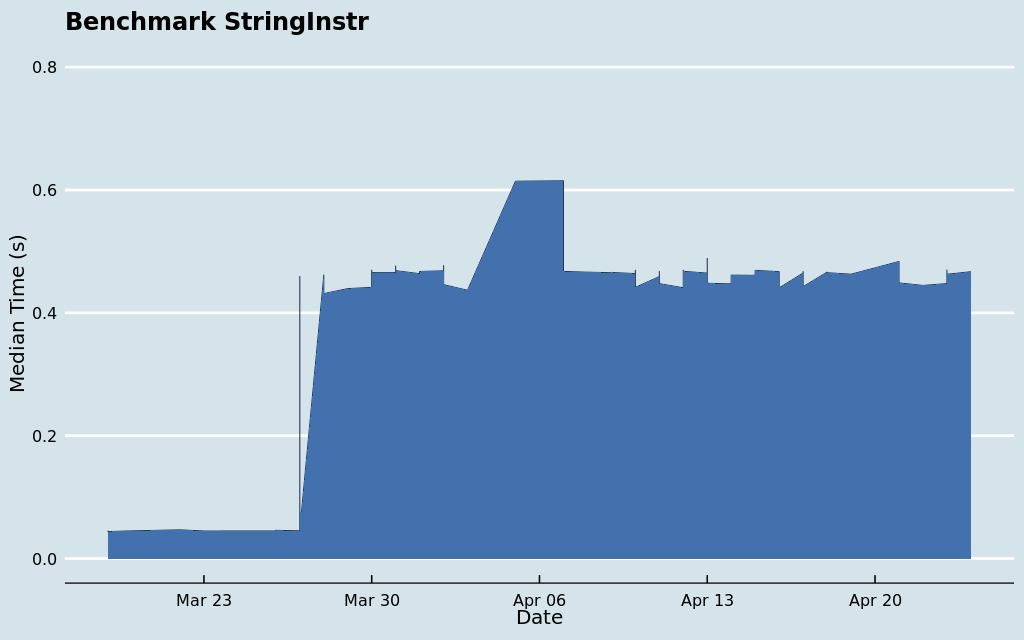 Benchmark StringInstr
Median Time (s)
0.8
0.6
0.4
0.2
0.0
Mar 23
Mar 30
Apr 06
Apr 13
Apr 20
Date